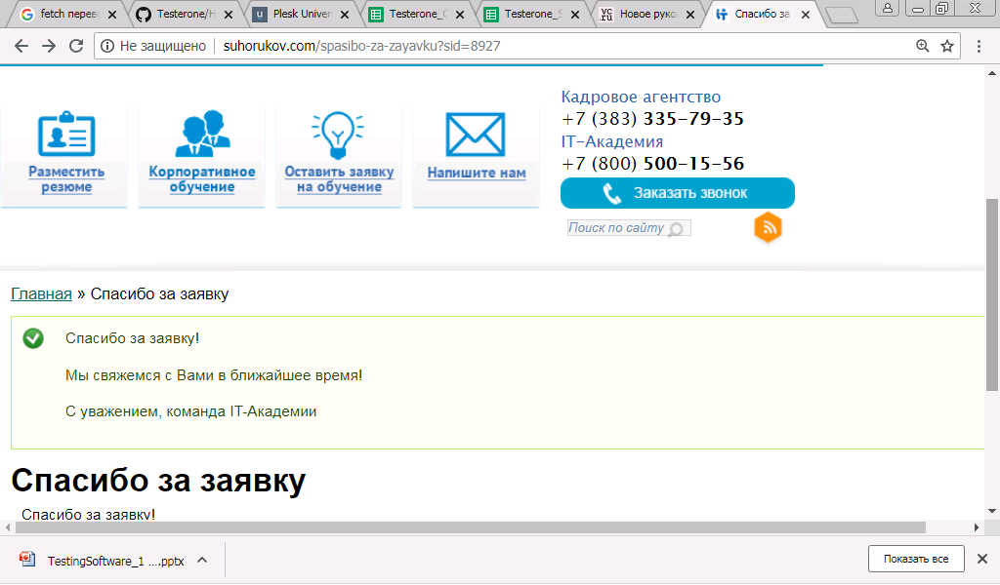 fetch перев
Testerone/H
Plesk Univer
Testerone_C
Testerone_S
Новое руко
Спасибо за
Не защищено
suhorukov.com/spasibo-za-zayavku?sid=8927
Разместить
резюме
Корпоративное
обучение
Оставить заявку
на обучение
Напишите нам
Кадровое агентство
+7 (383) 335-79-35
IT-Академия
+7 (800) 500-15-56
Заказать звонок
Поиск по сайту
Главная » Спасибо за заявку
Спасибо за заявку!
Мы свяжемся с Вами в ближайшее время!
С уважением, команда IT-Академии
Спасибо за заявку
Спасибо за заявку!
TestingSoftware_1 ....pptx
Показать все